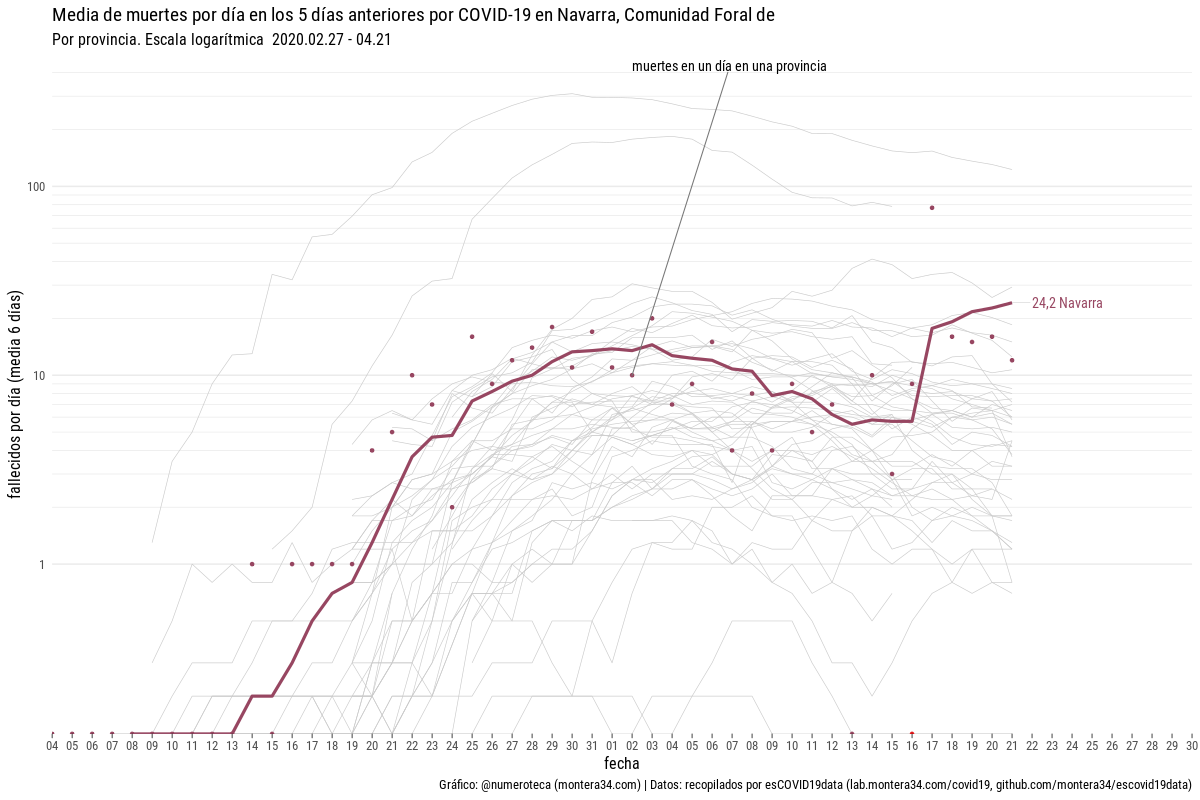 Media de muertes por día en los 5 días anteriores por COVID-19 en Navarra, Comunidad Foral de
Por provincia. Escala logarítmica  2020.02.27 - 04.21
muertes en un día en una provincia
100
10
1
fallecidos por día (media 6 días)
24,2 Navarra
04 05 06 07 08 09 10 11 12 13 14 15 16 17 18 19 20 21 22 23 24 25 26 27 28 29 30 31 01 02 03 04 05 06 07 08 09 10 11 12 13 14 15 16 17 18 19 20 21 22 23 24 25 26 27 28 29 30
fecha
Gráfico: @numeroteca (montera34.com) | Datos: recopilados por esCOVID19data (lab.montera34.com/covid19, github.com/montera34/escovid19data)